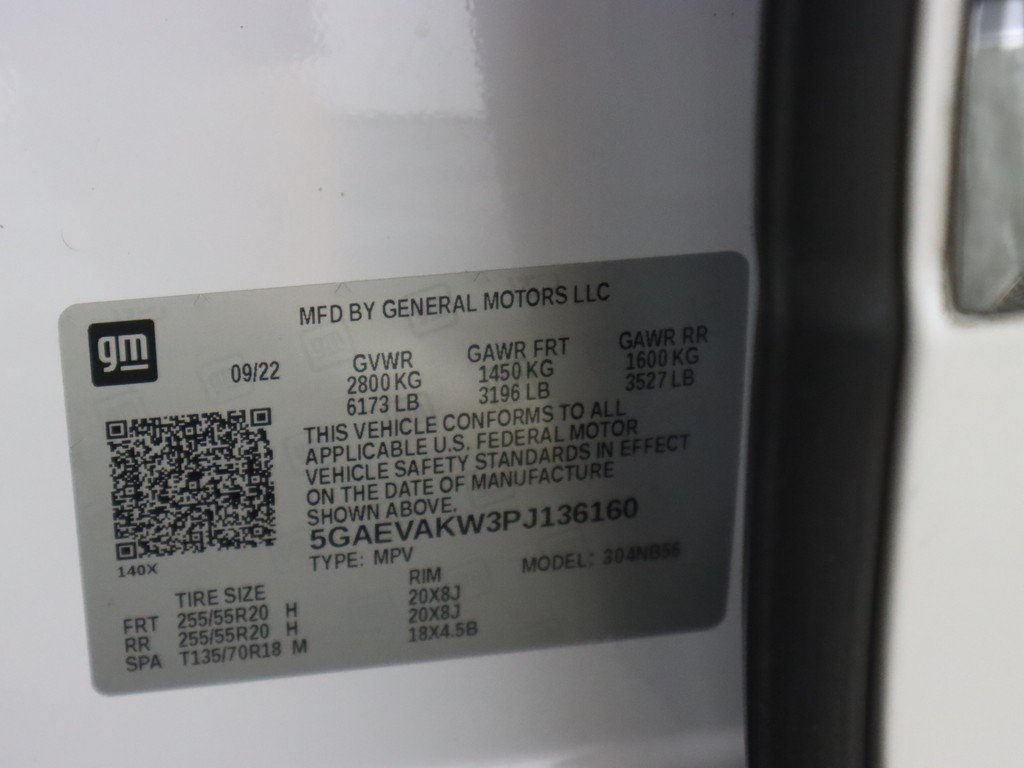 MFD BY GENERAL MOTORS LLC
gm
09/22
GVWR
2800 KG
6173 LB
GAWR FRT
1450 KG
3196 LB
GAWR RR
1600 KG
3527 LB
THIS VEHICLE CONFORMS TO ALL
APPLICABLE U.S. FEDERAL MOTOR
VEHICLE SAFETY STANDARDS IN EFFECT
ON THE DATE OF MANUFACTURE
SHOWN ABOVE.
5GAEVAKW3PJ136160
TYPE: MPV MODEL: 304NB56
140X
TIRE SIZE RIM
FRT 255/55R20 H 20X8J
RR 255/55R20 H 20X8J
SPA T135/70R18 M 18X4.5B